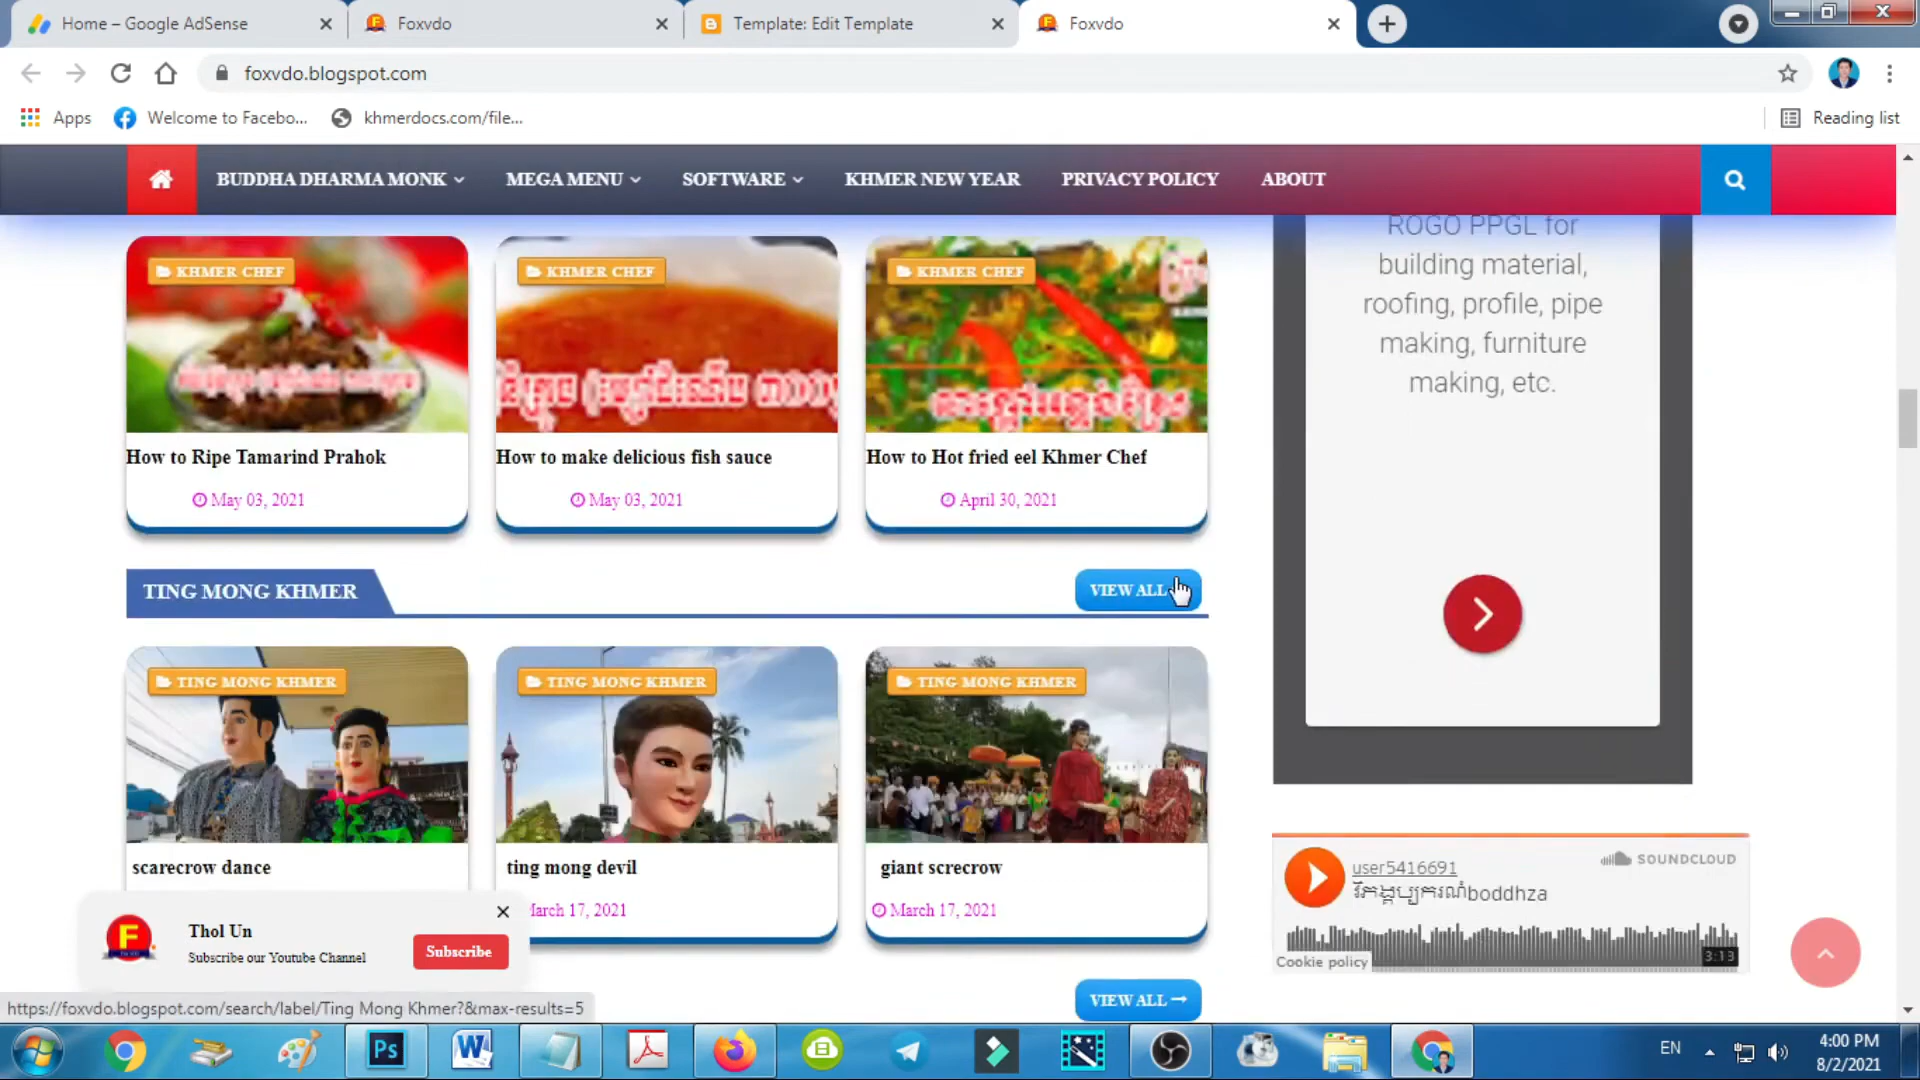 Home – Google AdSense
Foxvdo
Template: Edit Template
Foxvdo
foxvdo.blogspot.com
Apps
Welcome to Facebo...
khmerdocs.com/file...
Reading list
BUDDHA DHARMA MONK
MEGA MENU
SOFTWARE
KHMER NEW YEAR
PRIVACY POLICY
ABOUT
KHMER CHEF
KHMER CHEF
KHMER CHEF
How to Ripe Tamarind Prahok
How to make delicious fish sauce
How to Hot fried eel Khmer Chef
May 03, 2021
May 03, 2021
April 30, 2021
ROGO PPGL for
building material,
roofing, profile, pipe
making, furniture
making, etc.
TING MONG KHMER
VIEW ALL
TING MONG KHMER
TING MONG KHMER
TING MONG KHMER
scarecrow dance
ting mong devil
giant screcrow
March 17, 2021
March 17, 2021
VIEW ALL
user5416691
SOUNDCLOUD
boddhza
3:13
Cookie policy
F
Thol Un
Subscribe our Youtube Channel
Subscribe
https://foxvdo.blogspot.com/search/label/Ting Mong Khmer?&max-results=5
Ps
W
EN
4:00 PM
8/2/2021